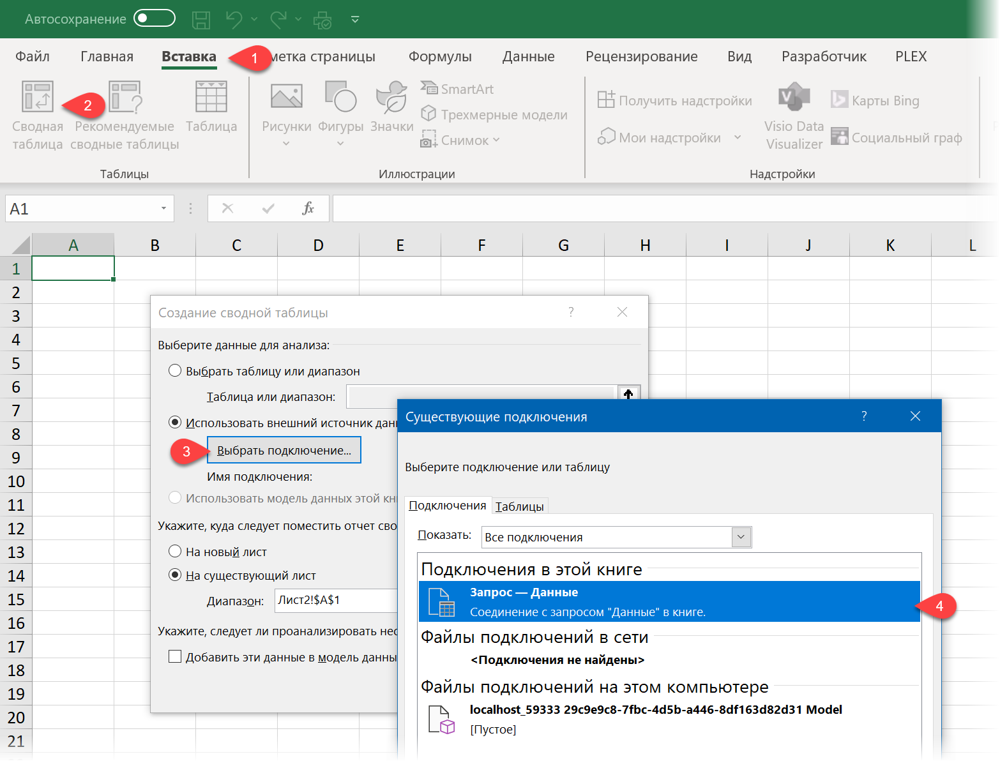 Автосохранение
Файл Главная Вставка 1 метка страницы Формулы Данные Рецензирование Вид Разработчик PLEX
2
Сводная таблица
Рекомендуемые сводные таблицы
Таблица
Таблицы
Рисунки
Фигуры
Значки
SmartArt
Трехмерные модели
Снимок
Иллюстрации
Получить надстройки
Мои надстройки
Visio Data Visualizer
Карты Bing
Социальный граф
Надстройки
A1
fx
A B C D E F G H I J K L
1
2
3
4
5
6
7
8
9
10
11
12
13
14
15
16
17
18
19
20
21
Создание сводной таблицы ?
Выберите данные для анализа:
Выбрать таблицу или диапазон
Таблица или диапазон:
Использовать внешний источник данн
3 Выбрать подключение...
Имя подключения:
Использовать модель данных этой кни
Укажите, куда следует поместить отчет сво
На новый лист
На существующий лист
Диапазон: Лист2!$A$1
Укажите, следует ли проанализировать нес
Добавить эти данные в модель данны
Существующие подключения ?
Выберите подключение или таблицу
Подключения Таблицы
Показать: Все подключения
Подключения в этой книге
Запрос — Данные
Соединение с запросом "Данные" в книге.
4
Файлы подключений в сети
<Подключения не найдены>
Файлы подключений на этом компьютере
localhost_59333 29c9e9c8-7fbc-4d5b-a446-8df163d82d31 Model
[Пустое]